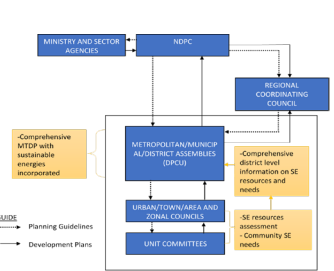 MINISTRY AND SECTOR
AGENCIES
NDPC
REGIONAL
COORDINATING
COUNCIL
-Comprehensive
MTDP with
sustainable
energies
incorporated
METROPOLITAN/MUNICIP
AL/DISTRICT ASSEMBLIES
(DPCU)
-Comprehensive
district level
information on SE
resources and
needs
URBAN/TOWN/AREA AND
ZONAL COUNCILS
-SE resources
assessment
- Community SE
needs
UNIT COMMITTEES
GUIDE
Planning Guidelines
Development Plans